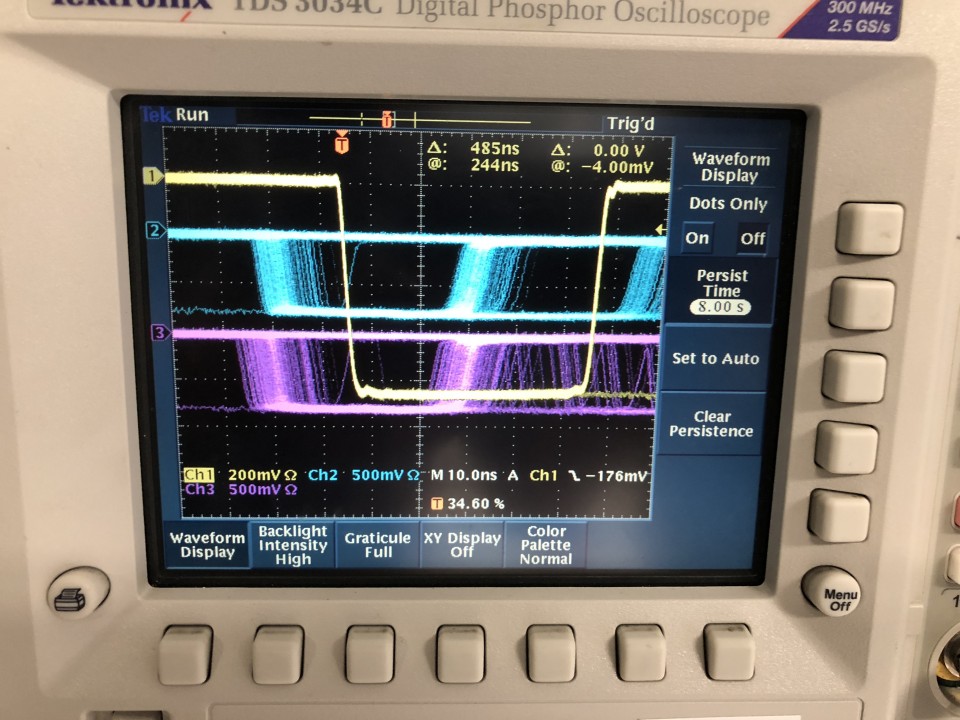 Tektronix TDS 3034C Digital Phosphor Oscilloscope
300 MHz
2.5 GS/s
Tek Run
Trig'd
T
T
Δ: 485ns Δ: 0.00 V
@: 244ns @: −4.00mV
1
2
3
Waveform
Display
Dots Only
On Off
Persist
Time
8.00 s
Set to Auto
Clear
Persistence
Ch1 200mV Ω Ch2 500mV Ω M 10.0ns A Ch1 −176mV
Ch3 500mV Ω
T 34.60 %
Waveform
Display
Backlight
Intensity
High
Graticule
Full
XY Display
Off
Color
Palette
Normal
Menu
Off